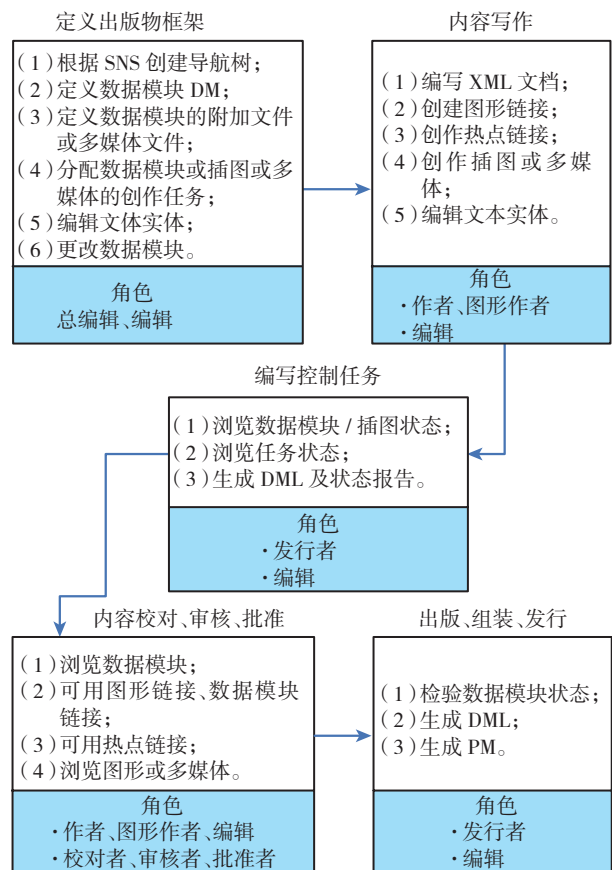 定义出版物框架
(1)根据 SNS 创建导航树;
(2)定义数据模块 DM;
(3)定义数据模块的附加文件
或多媒体文件;
(4)分配数据模块或插图或多
媒体的创作任务;
(5)编辑文体实体;
(6)更改数据模块。
角色
总编辑、编辑
内容写作
(1)编写 XML 文档;
(2)创建图形链接;
(3)创作热点链接;
(4)创作插图或多媒
体;
(5)编辑文本实体。
角色
·作者、图形作者
·编辑
编写控制任务
(1)浏览数据模块 / 插图状态;
(2)浏览任务状态;
(3)生成 DML 及状态报告。
角色
·发行者
·编辑
内容校对、审核、批准
(1)浏览数据模块;
(2)可用图形链接、数据模块
链接;
(3)可用热点链接;
(4)浏览图形或多媒体。
角色
·作者、图形作者、编辑
·校对者、审核者、批准者
出版、组装、发行
(1)检验数据模块状态;
(2)生成 DML;
(3)生成 PM。
角色
·发行者
·编辑